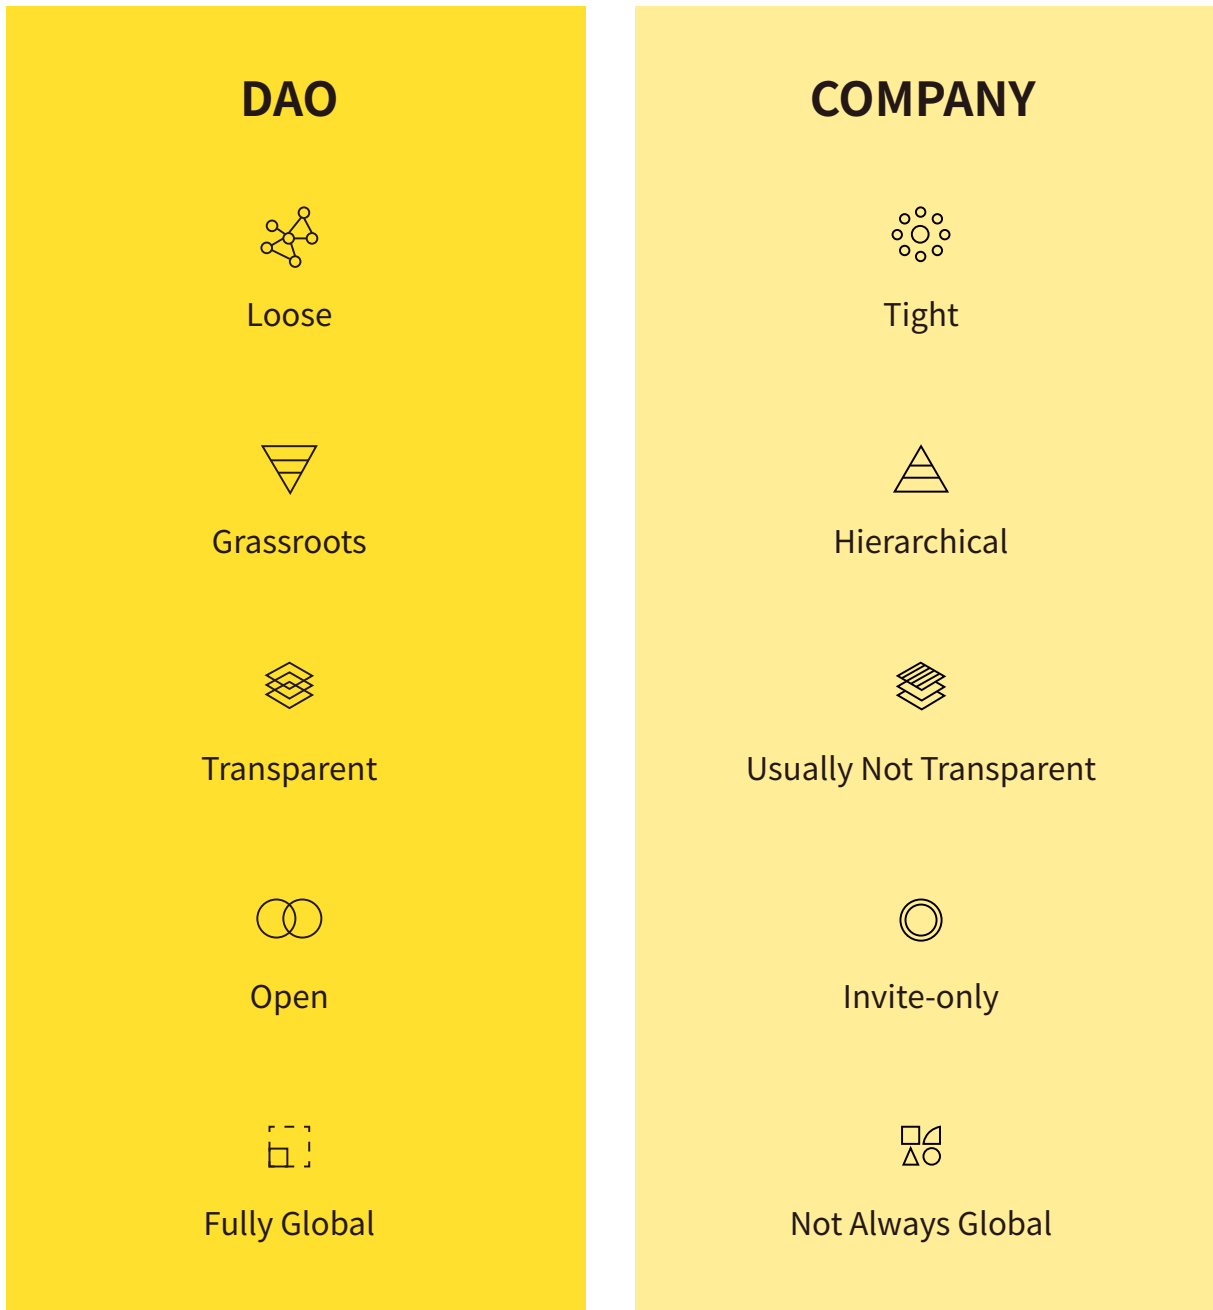 DAO
Loose
Grassroots
Transparent
Open
Fully Global
COMPANY
Tight
Hierarchical
Usually Not Transparent
Invite-only
Not Always Global